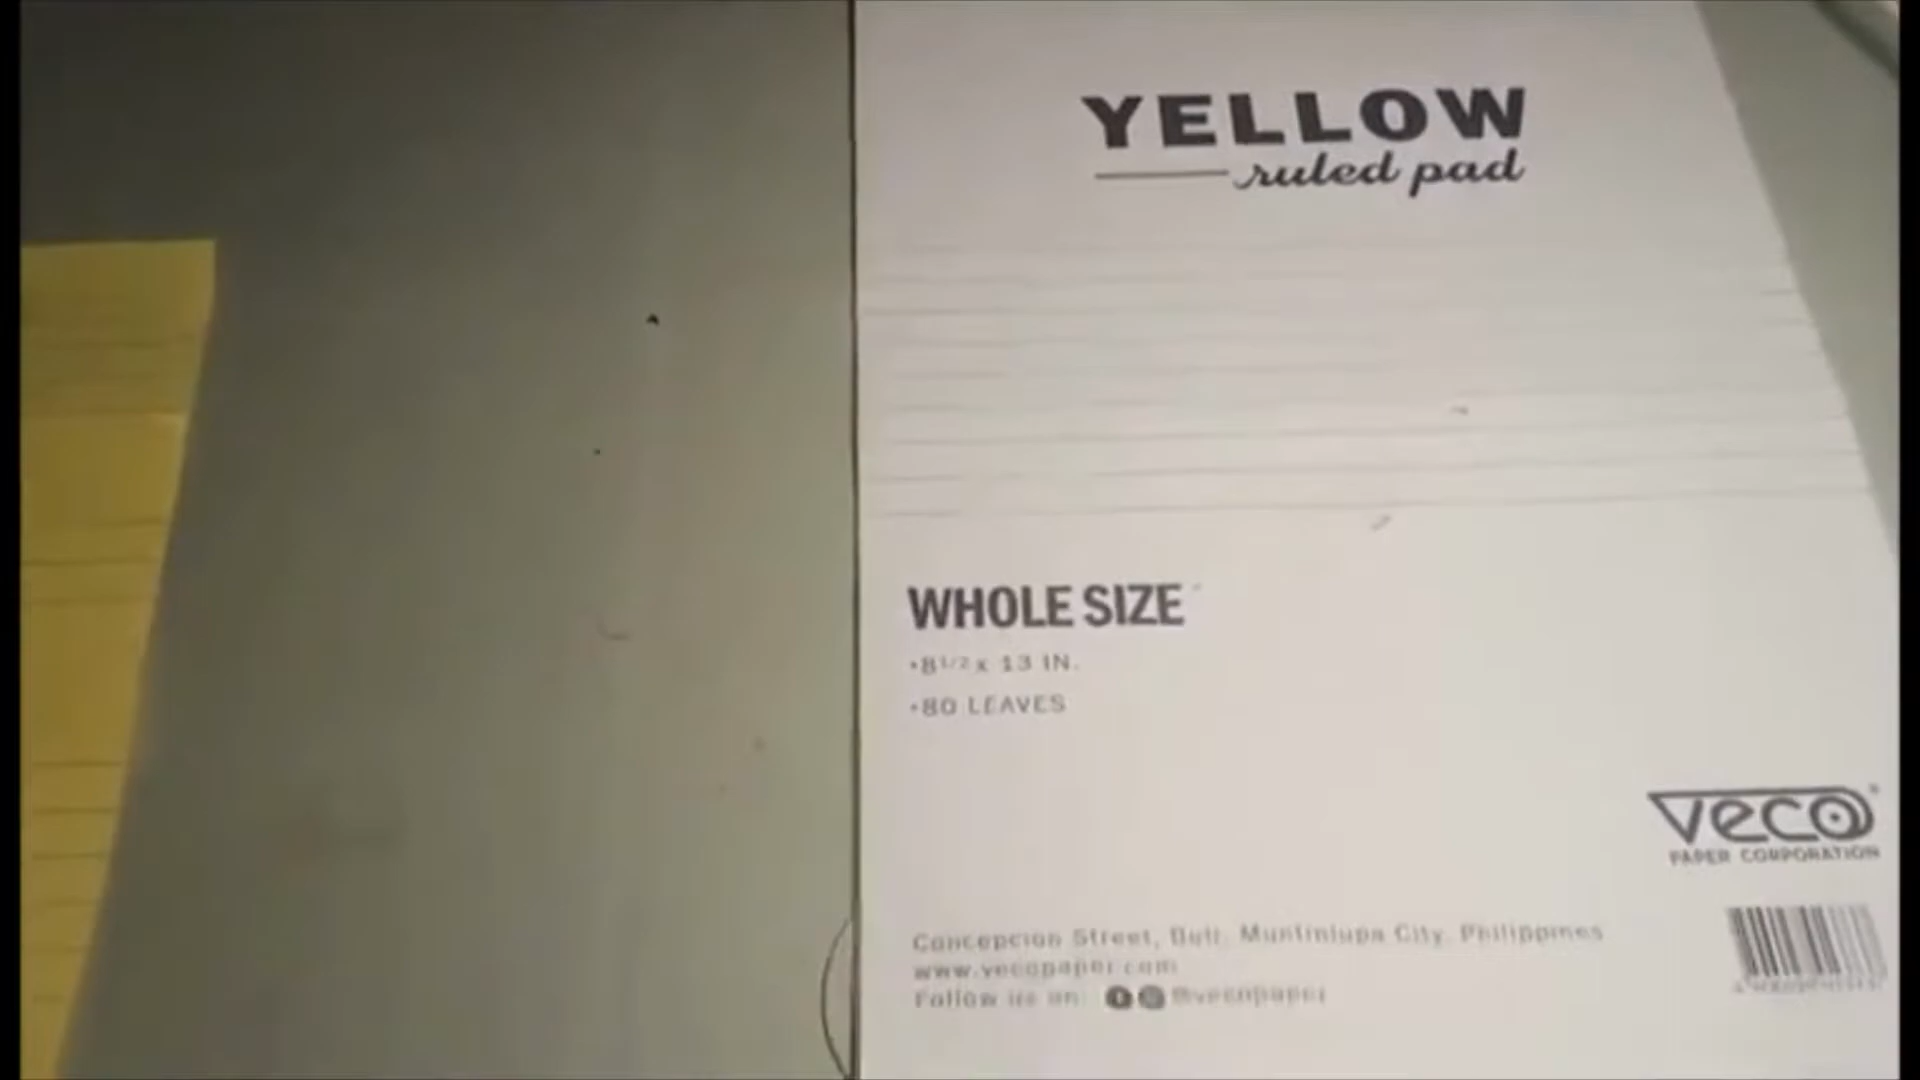 YELLOW
ruled pad
WHOLE SIZE
•8 1/2 x 13 IN.
•80 LEAVES
veco®
PAPER CORPORATION
Concepcion Street, Buli, Muntinlupa City, Philippines
www.vecopaper.com
Follow us on: @vecopaper